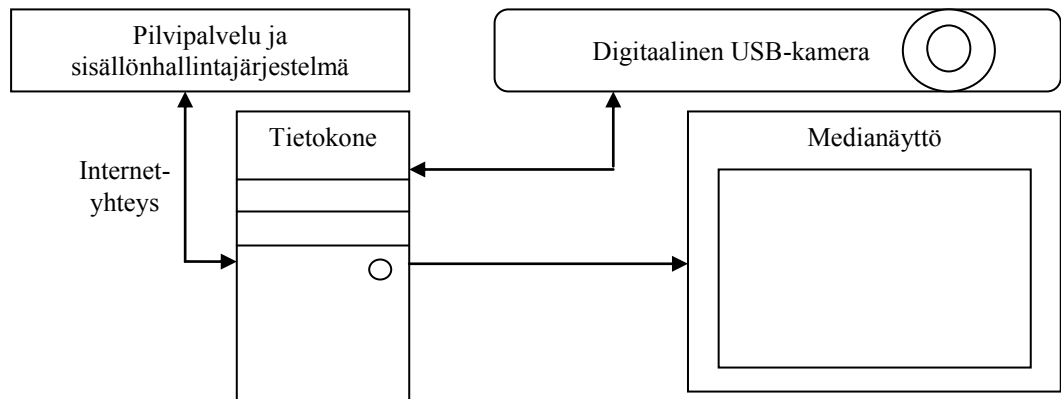 Pilvipalvelu ja
sisällönhallintajärjestelmä
Digitaalinen USB-kamera
Tietokone
Medianäyttö
Internet-
yhteys